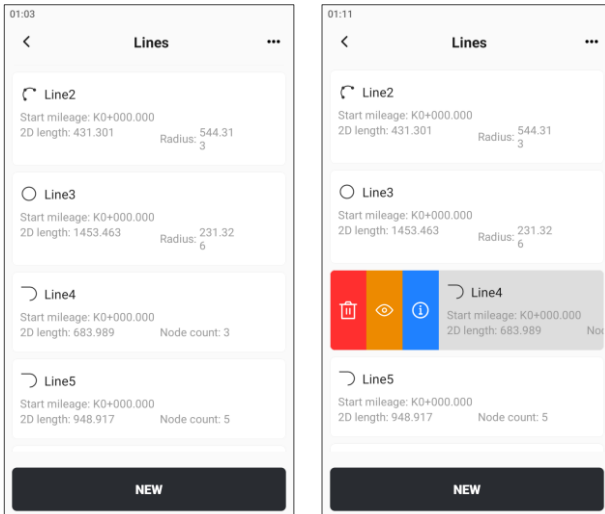 01:03
Lines
Line2
Start mileage: K0+000.000
2D length: 431.301 Radius: 544.31
3
Line3
Start mileage: K0+000.000
2D length: 1453.463 Radius: 231.32
6
Line4
Start mileage: K0+000.000
2D length: 683.989 Node count: 3
Line5
Start mileage: K0+000.000
2D length: 948.917 Node count: 5
NEW
01:11
Lines
Line2
Start mileage: K0+000.000
2D length: 431.301 Radius: 544.31
3
Line3
Start mileage: K0+000.000
2D length: 1453.463 Radius: 231.32
6
Line4
Start mileage: K0+000.000
2D length: 683.989 No
Line5
Start mileage: K0+000.000
2D length: 948.917 Node count: 5
NEW